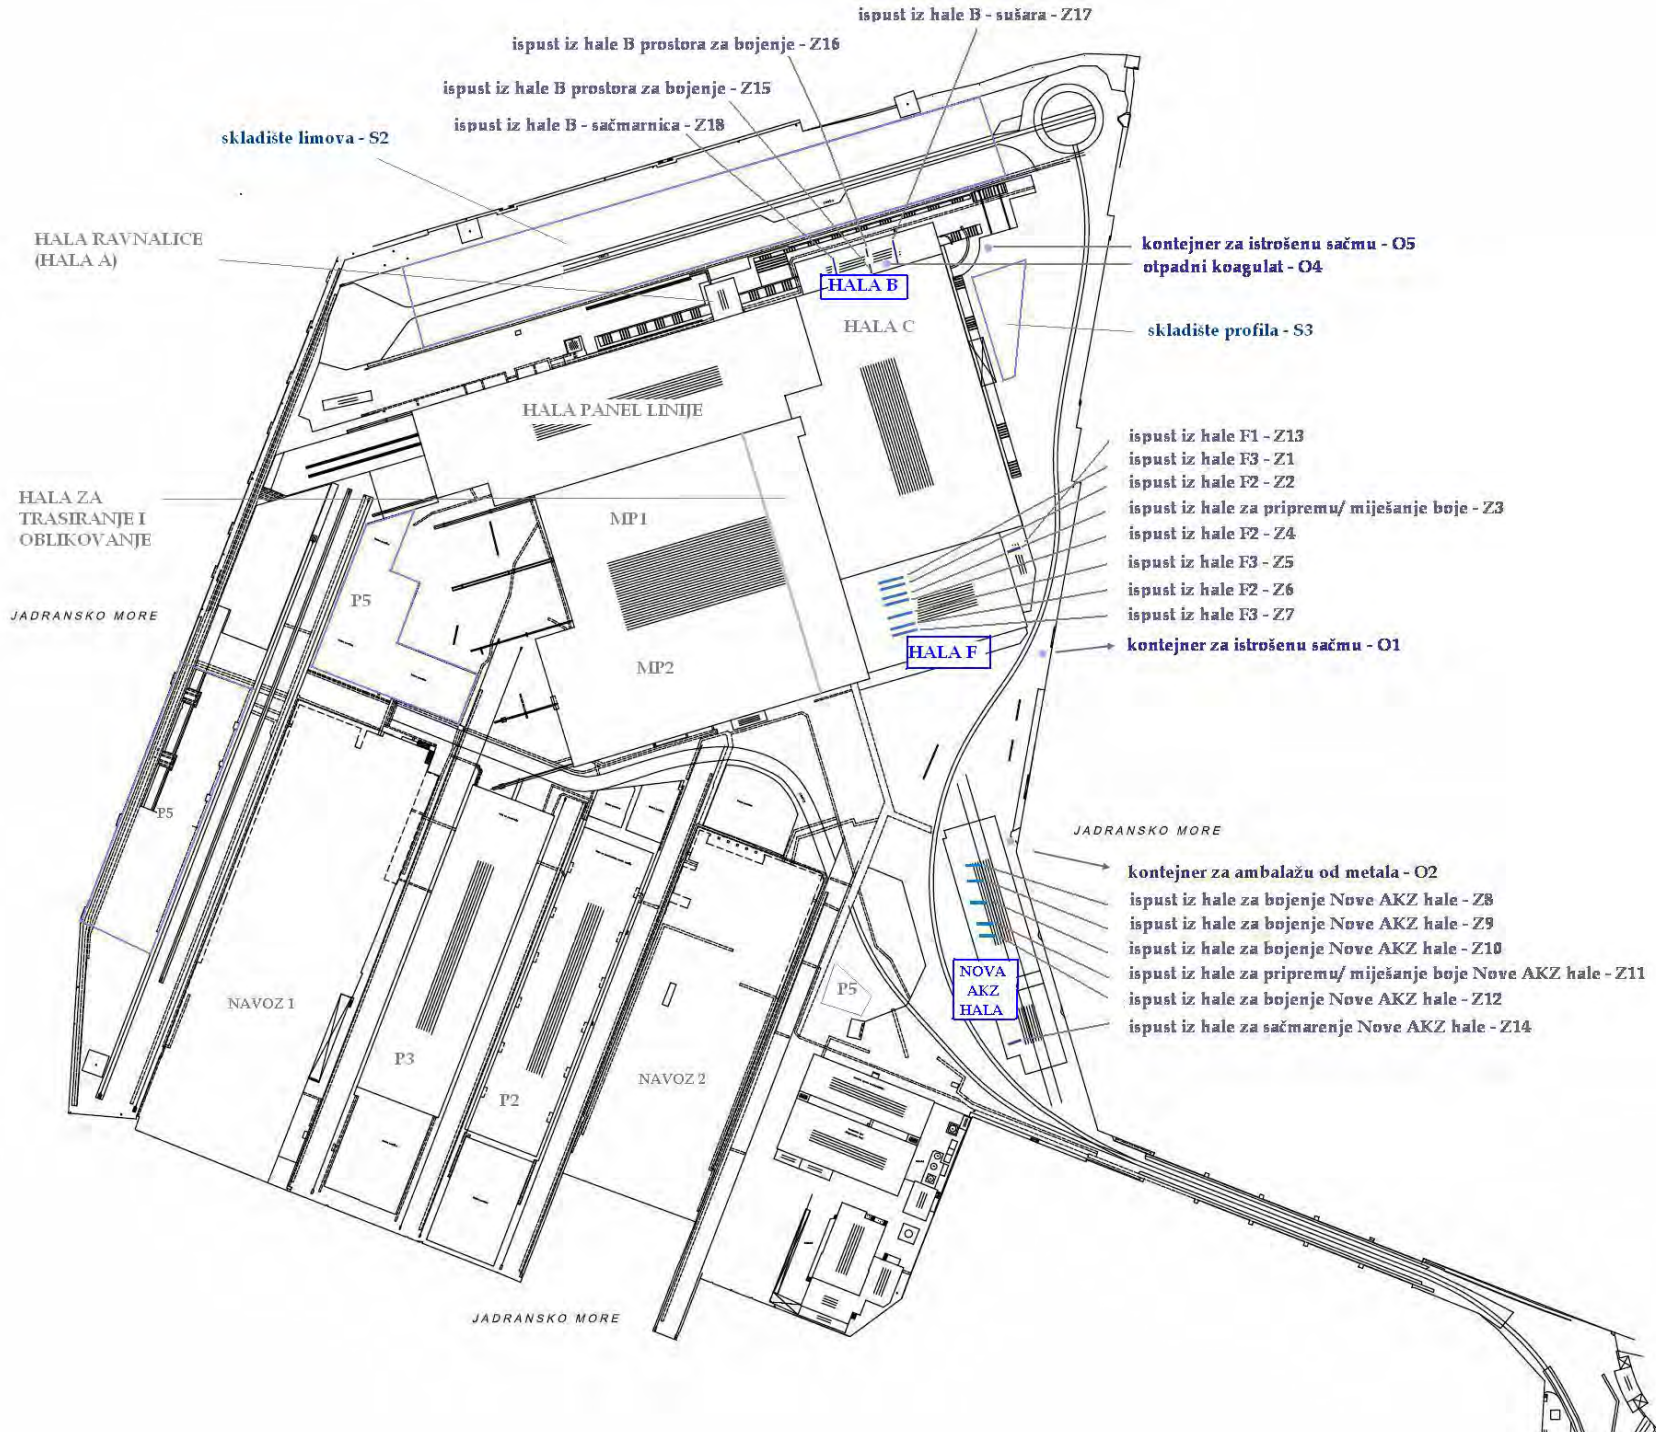 ispust iz hale B - sušara - Z17
ispust iz hale B prostora za bojenje - Z16
ispust iz hale B prostora za bojenje - Z15
ispust iz hale B - sačmarnica - Z18
skladište limova - S2
HALA RAVNALICE
(HALA A)
kontejner za istrošenu sačmu - O5
otpadni koagulat - O4
HALA B
HALA C
skladište profila - S3
HALA PANEL LINIJE
ispust iz hale F1 - Z13
ispust iz hale F3 - Z1
ispust iz hale F2 - Z2
ispust iz hale za pripremu/ miješanje boje - Z3
ispust iz hale F2 - Z4
ispust iz hale F3 - Z5
ispust iz hale F2 - Z6
ispust iz hale F3 - Z7
HALA ZA
TRASIRANJE I
OBLIKOVANJE
MP1
P5
JADRANSKO MORE
MP2
HALA F
kontejner za istrošenu sačmu - O1
P5
JADRANSKO MORE
kontejner za ambalažu od metala - O2
ispust iz hale za bojenje Nove AKZ hale - Z8
ispust iz hale za bojenje Nove AKZ hale - Z9
ispust iz hale za bojenje Nove AKZ hale - Z10
ispust iz hale za pripremu/ miješanje boje Nove AKZ hale - Z11
ispust iz hale za bojenje Nove AKZ hale - Z12
ispust iz hale za sačmarenje Nove AKZ hale - Z14
NOVA
AKZ
HALA
P5
NAVOZ 1
P3
P2
NAVOZ 2
JADRANSKO MORE